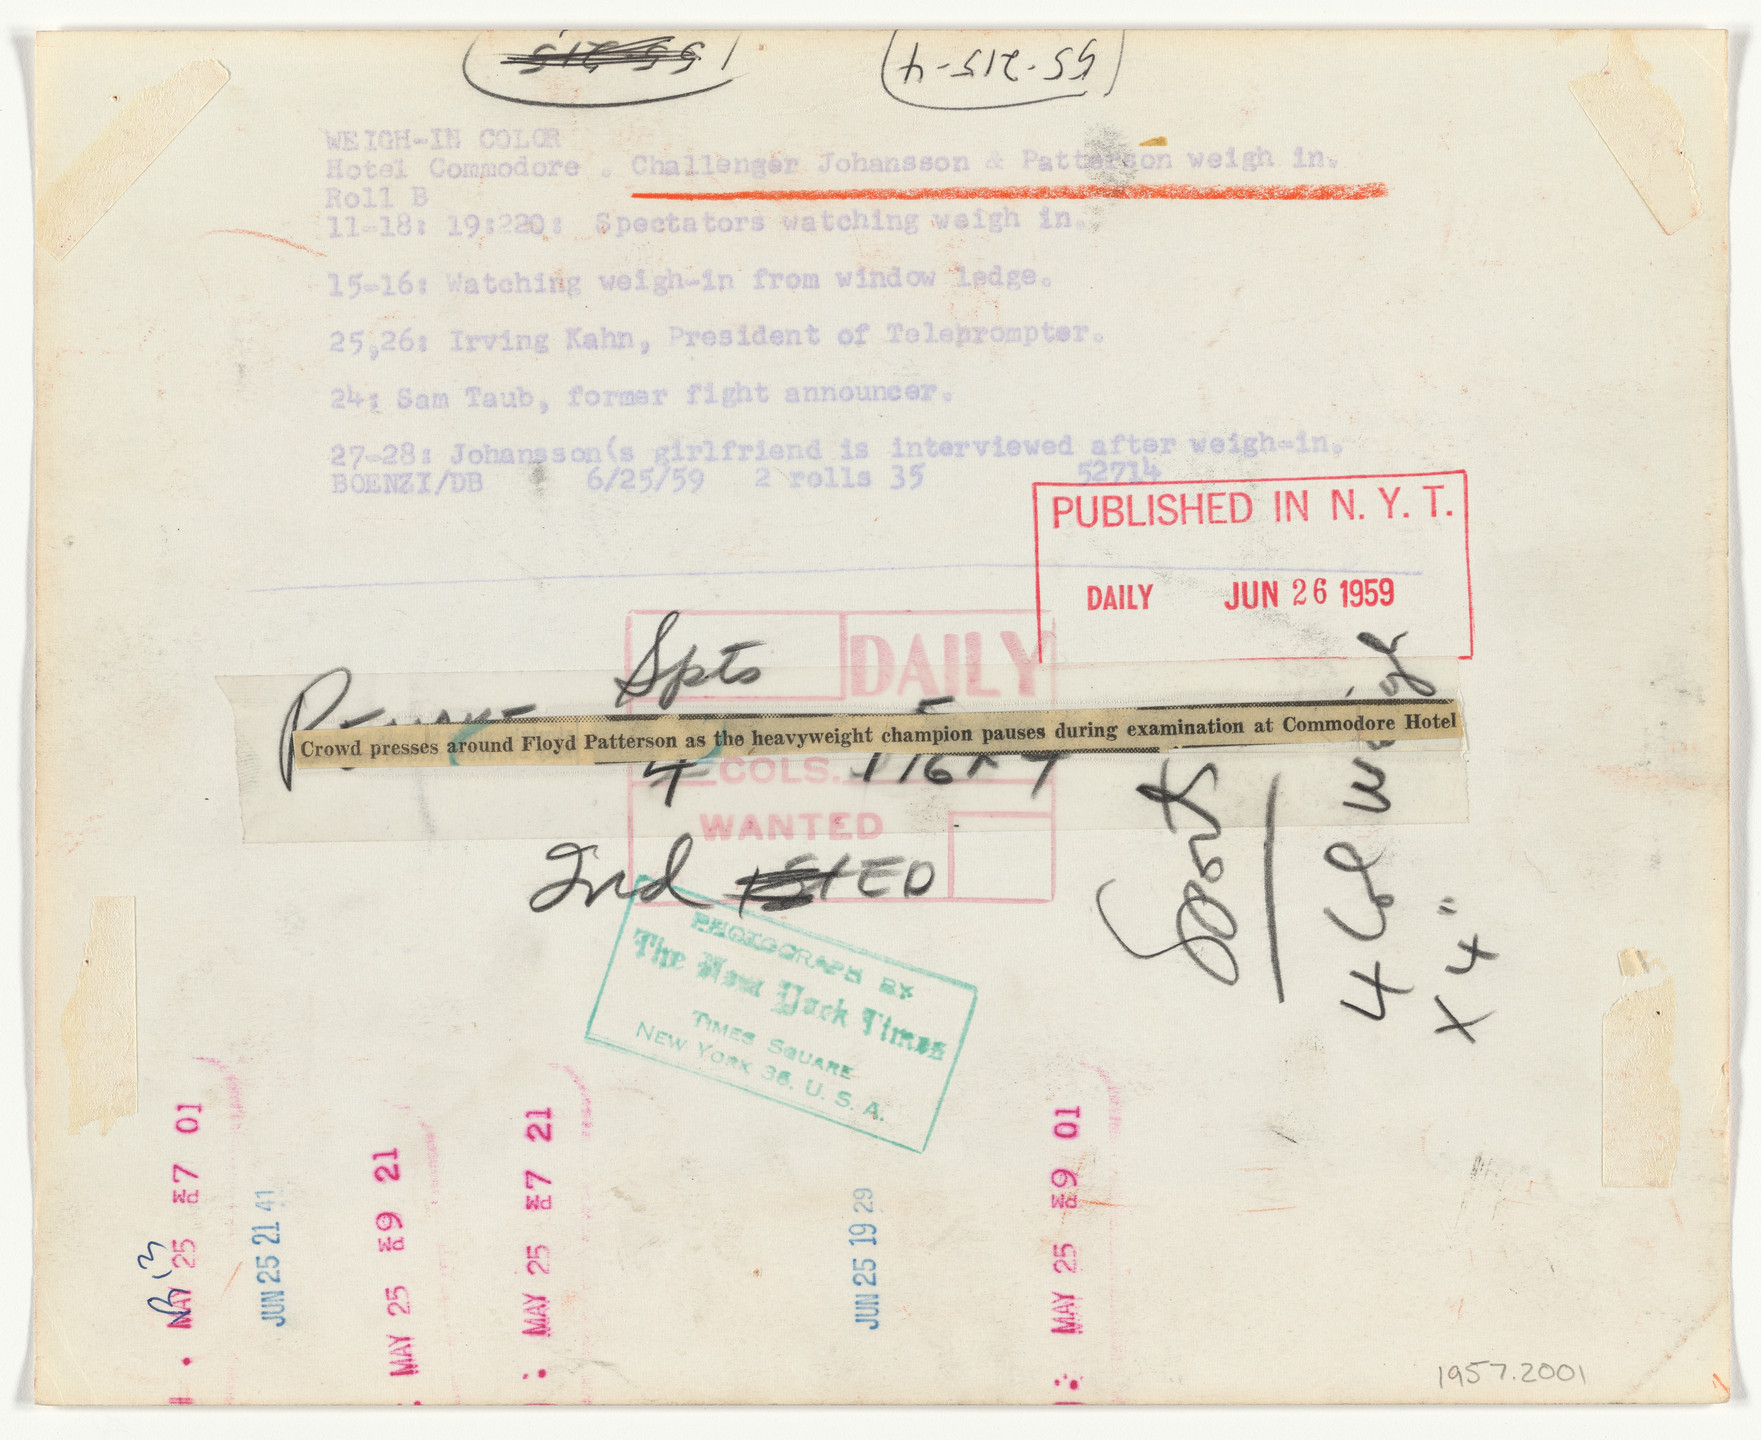 55-215
(55-215-4)
WEIGH-IN COLOR
Hotel Commodore . Challenger Johansson & Patterson weigh in.
Roll B
11-18: 19:220: Spectators watching weigh in.
15-16: Watching weigh-in from window ledge.
25,26: Irving Kahn, President of Teleprompter.
24: Sam Taub, former fight announcer.
27-28: Johansson(s girlfriend is interviewed after weigh-in.
BOENZI/DB 6/25/59 2 rolls 35 52714
PUBLISHED IN N. Y. T.
DAILY JUN 26 1959
Spts
DAILY
Crowd presses around Floyd Patterson as the heavyweight champion pauses during examination at Commodore Hotel
4 COLS.
WANTED
2nd ED
Sports
4 Col
x 4"
PHOTOGRAPH BY
The New York Times
TIMES SQUARE
NEW YORK 36, U. S. A.
MAY 25 PM 7 01
JUN 25 21 41
MAY 25 PM 9 21
MAY 25 PM 7 21
JUN 25 19 29
MAY 25 PM 9 01
1957.2001